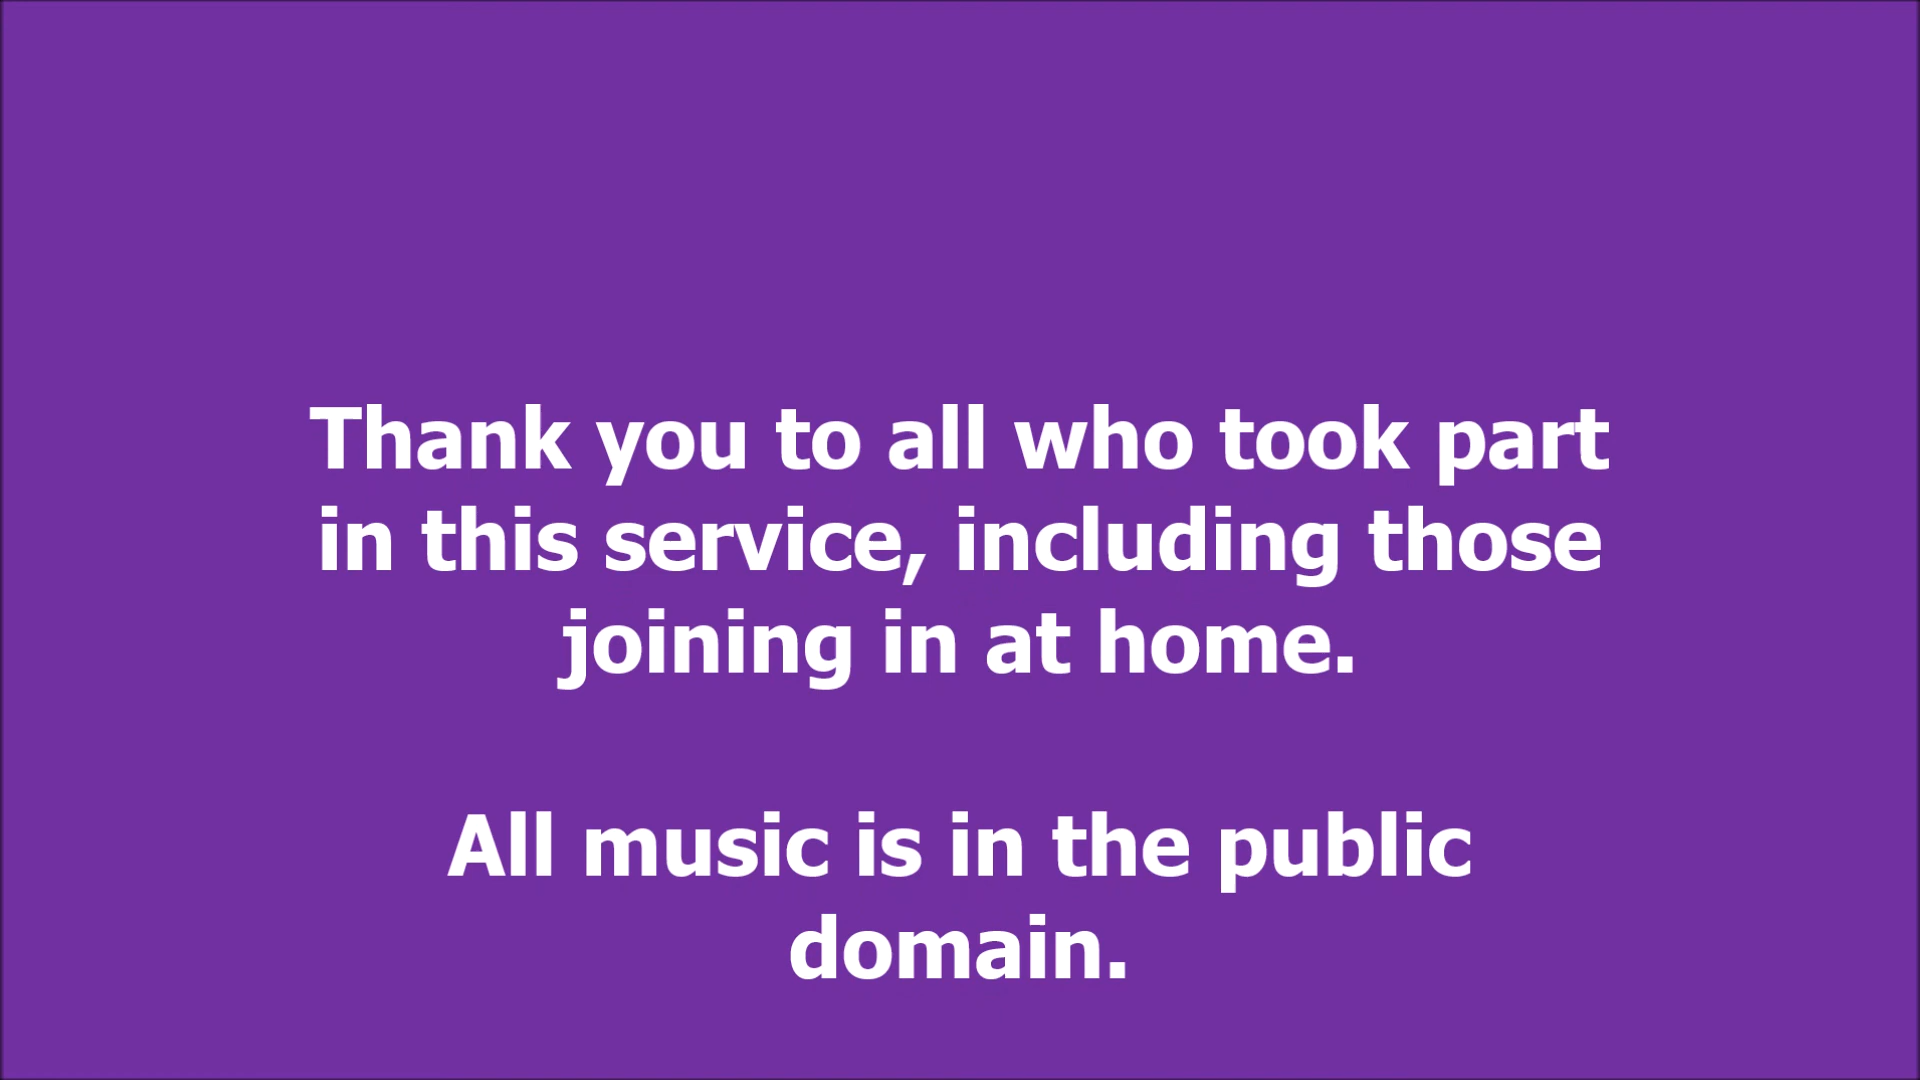 Thank you to all who took part
in this service, including those
joining in at home.
All music is in the public
domain.